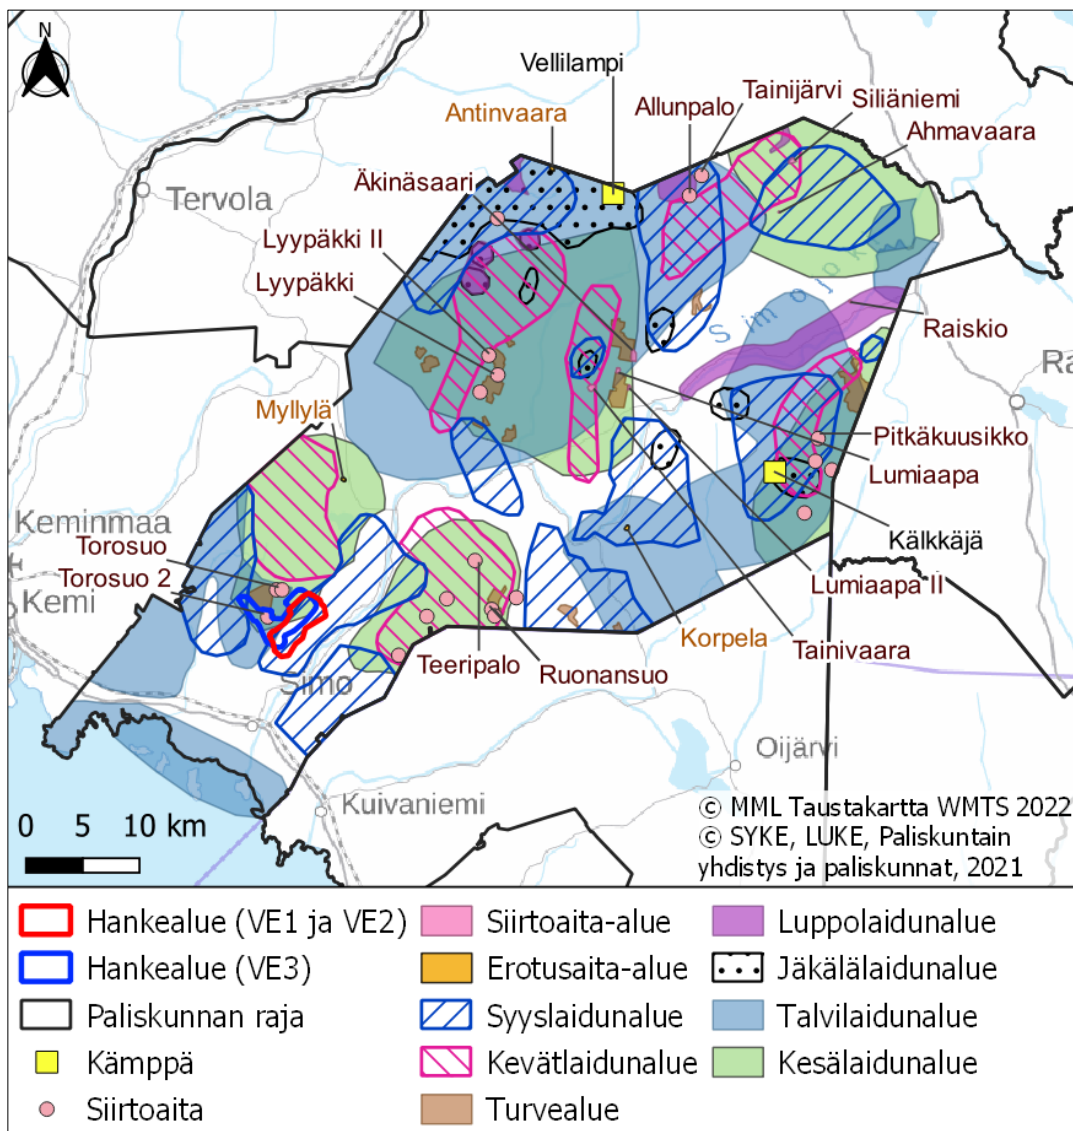 N
Vellilampi
Tainijärvi
Allunpalo
Siliäniemi
Antinvaara
Ahmavaara
Äkinäsaari
Tervola
Lyypäkki II
Lyypäkki
Simojoki
Raiskio
Ra
Myllylä
Pitkäkuusikko
Lumiaapa
Keminmaa
Torosuo
Kälkkäjä
Torosuo 2
Kemi
Lumiaapa II
Korpela
Tainivaara
Teeripalo
Ruonansuo
Simo
Oijärvi
Kuivaniemi
0 5 10 km
© MML Taustakartta WMTS 2022
© SYKE, LUKE, Paliskuntain
yhdistys ja paliskunnat, 2021
Hankealue (VE1 ja VE2)
Hankealue (VE3)
Paliskunnan raja
Kämppä
Siirtoaita
Siirtoaita-alue
Erotusaita-alue
Syyslaidunalue
Kevätlaidunalue
Turvealue
Luppolaidunalue
Jäkälälaidunalue
Talvilaidunalue
Kesälaidunalue